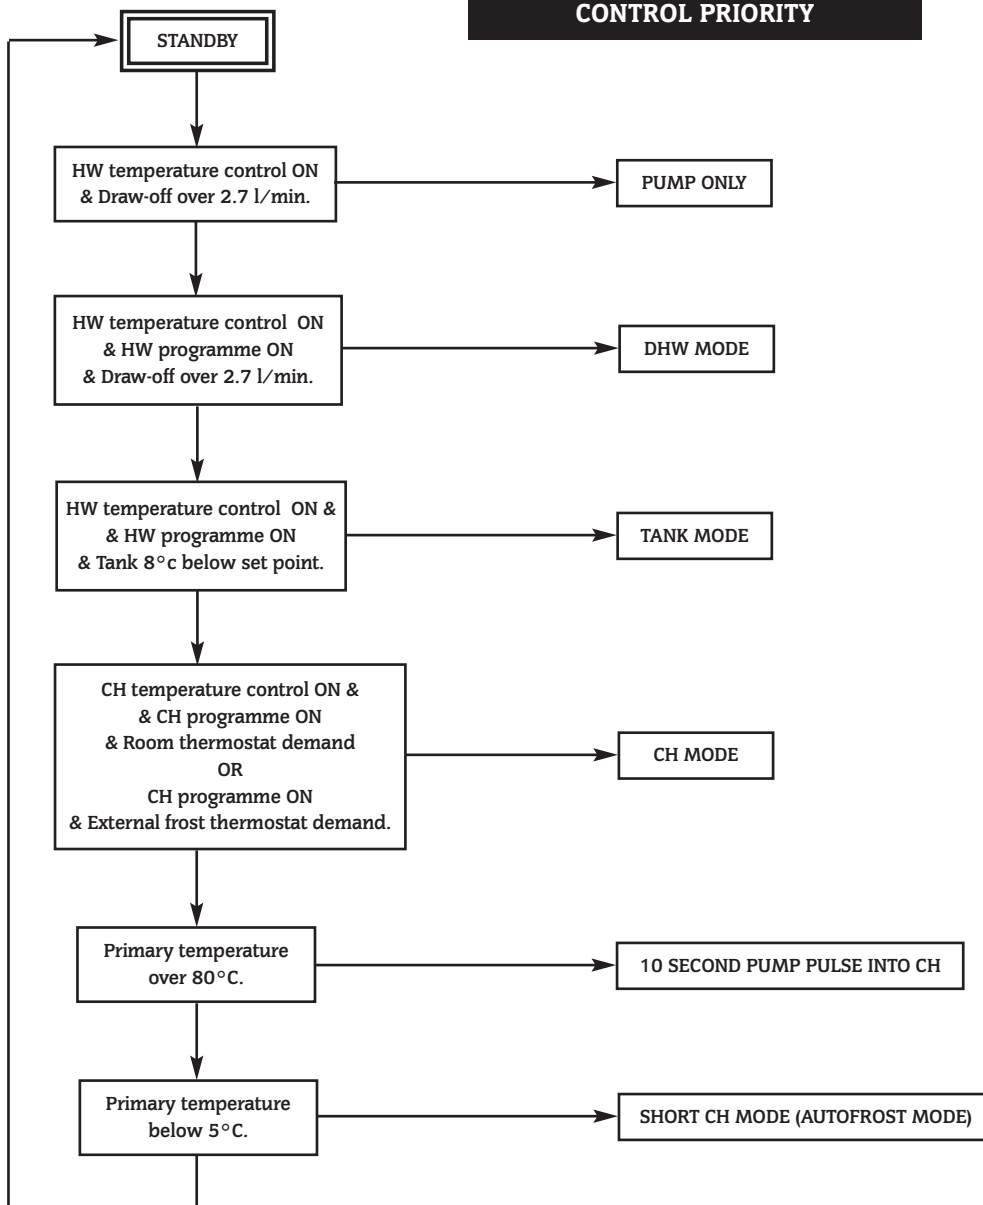 CONTROL PRIORITY
STANDBY
HW temperature control ON
& Draw-off over 2.7 l/min.
PUMP ONLY
HW temperature control ON
& HW programme ON
& Draw-off over 2.7 l/min.
DHW MODE
HW temperature control ON &
& HW programme ON
& Tank 8°c below set point.
TANK MODE
CH temperature control ON &
& CH programme ON
& Room thermostat demand
OR
CH programme ON
& External frost thermostat demand.
CH MODE
Primary temperature
over 80°C.
10 SECOND PUMP PULSE INTO CH
Primary temperature
below 5°C.
SHORT CH MODE (AUTOFROST MODE)